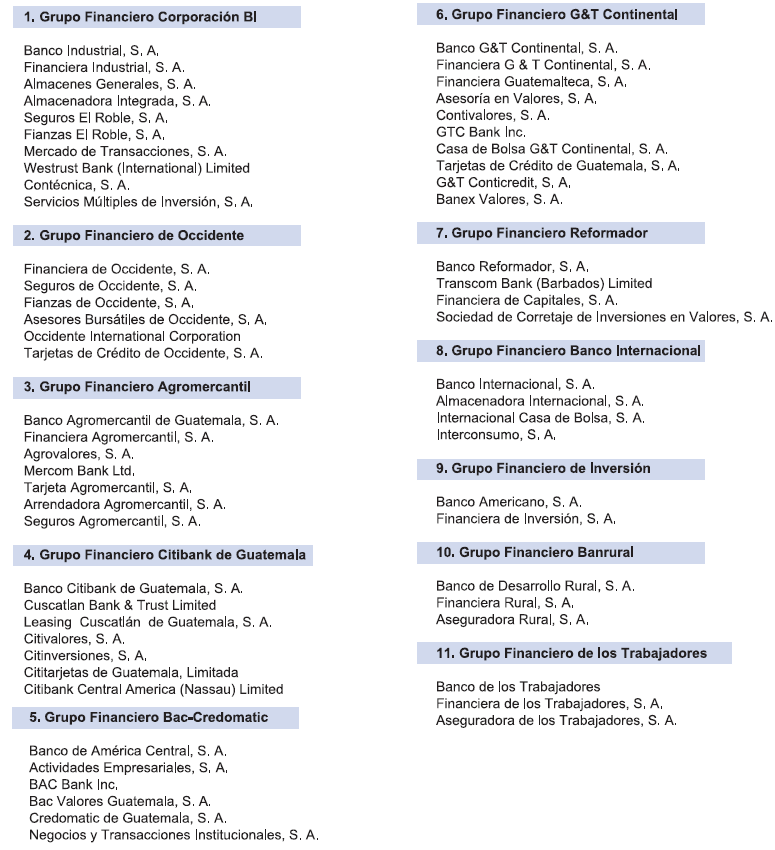 1. Grupo Financiero Corporación BI
Banco Industrial, S. A.
Financiera Industrial, S. A.
Almacenes Generales, S. A.
Almacenadora Integrada, S. A.
Seguros El Roble, S. A.
Fianzas El Roble, S. A.
Mercado de Transacciones, S. A.
Westrust Bank (International) Limited
Contécnica, S. A.
Servicios Múltiples de Inversión, S. A.
2. Grupo Financiero de Occidente
Financiera de Occidente, S. A.
Seguros de Occidente, S. A.
Fianzas de Occidente, S. A.
Asesores Bursátiles de Occidente, S. A.
Occidente International Corporation
Tarjetas de Crédito de Occidente, S. A.
3. Grupo Financiero Agromercantil
Banco Agromercantil de Guatemala, S. A.
Financiera Agromercantil, S. A.
Agrovalores, S. A.
Mercom Bank Ltd.
Tarjeta Agromercantil, S. A.
Arrendadora Agromercantil, S. A.
Seguros Agromercantil, S. A.
4. Grupo Financiero Citibank de Guatemala
Banco Citibank de Guatemala, S. A.
Cuscatlan Bank & Trust Limited
Leasing Cuscatlán de Guatemala, S. A.
Citivalores, S. A.
Citinversiones, S. A.
Cititarjetas de Guatemala, Limitada
Citibank Central America (Nassau) Limited
5. Grupo Financiero Bac-Credomatic
Banco de América Central, S. A.
Actividades Empresariales, S. A.
BAC Bank Inc.
Bac Valores Guatemala, S. A.
Credomatic de Guatemala, S. A.
Negocios y Transacciones Institucionales, S. A.
6. Grupo Financiero G&T Continental
Banco G&T Continental, S. A.
Financiera G & T Continental, S. A.
Financiera Guatemalteca, S. A.
Asesoría en Valores, S. A.
Contivalores, S. A.
GTC Bank Inc.
Casa de Bolsa G&T Continental, S. A.
Tarjetas de Crédito de Guatemala, S. A.
G&T Conticredit, S. A.
Banex Valores, S. A.
7. Grupo Financiero Reformador
Banco Reformador, S. A.
Transcom Bank (Barbados) Limited
Financiera de Capitales, S. A.
Sociedad de Corretaje de Inversiones en Valores, S. A.
8. Grupo Financiero Banco Internacional
Banco Internacional, S. A.
Almacenadora Internacional, S. A.
Internacional Casa de Bolsa, S. A.
Interconsumo, S. A.
9. Grupo Financiero de Inversión
Banco Americano, S. A.
Financiera de Inversión, S. A.
10. Grupo Financiero Banrural
Banco de Desarrollo Rural, S. A.
Financiera Rural, S. A.
Aseguradora Rural, S. A.
11. Grupo Financiero de los Trabajadores
Banco de los Trabajadores
Financiera de los Trabajadores, S. A.
Aseguradora de los Trabajadores, S. A.